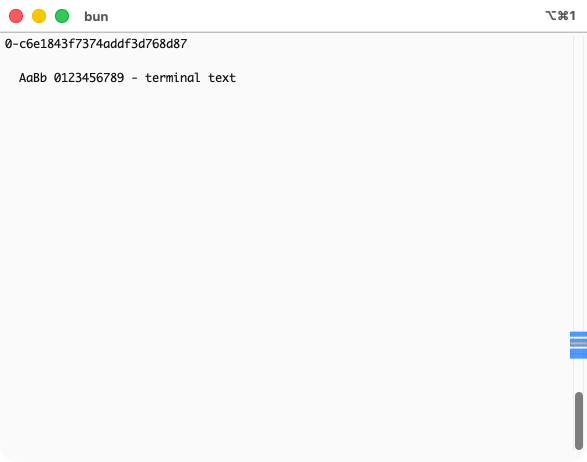 bun
⌥⌘1
0-c6e1843f7374addf3d768d87
AaBb 0123456789 - terminal text